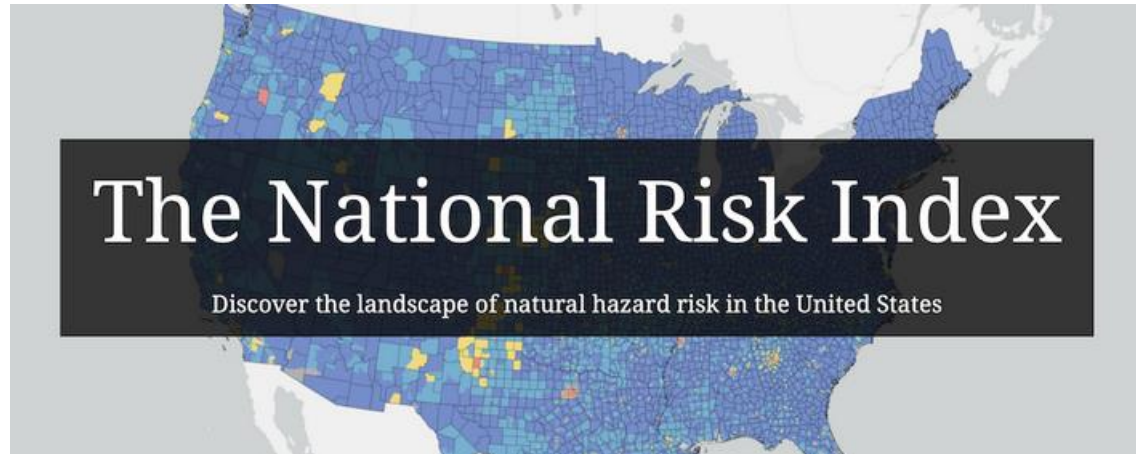 The National Risk Index
Discover the landscape of natural hazard risk in the United States